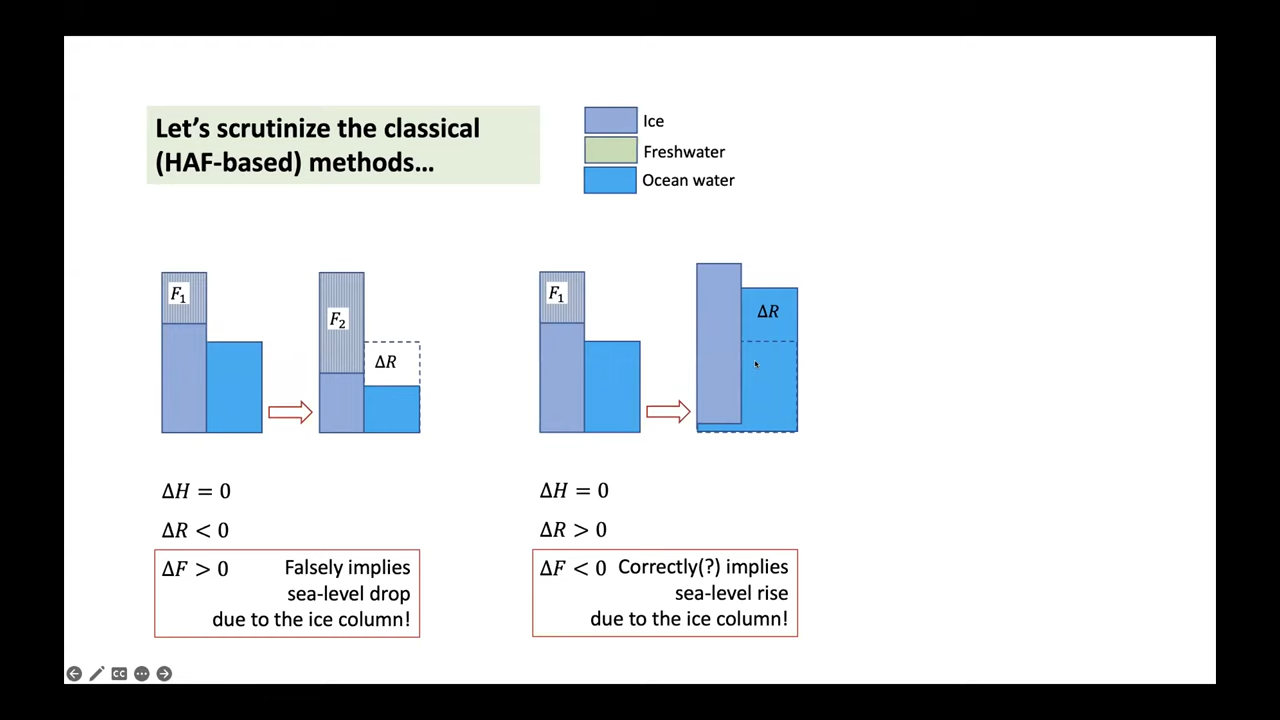 Let’s scrutinize the classical
(HAF-based) methods…
Ice
Freshwater
Ocean water
F₁
F₂
ΔR
F₁
ΔR
ΔH = 0
ΔR < 0
ΔF > 0 Falsely implies
sea-level drop
due to the ice column!
ΔH = 0
ΔR > 0
ΔF < 0 Correctly(?) implies
sea-level rise
due to the ice column!
CC